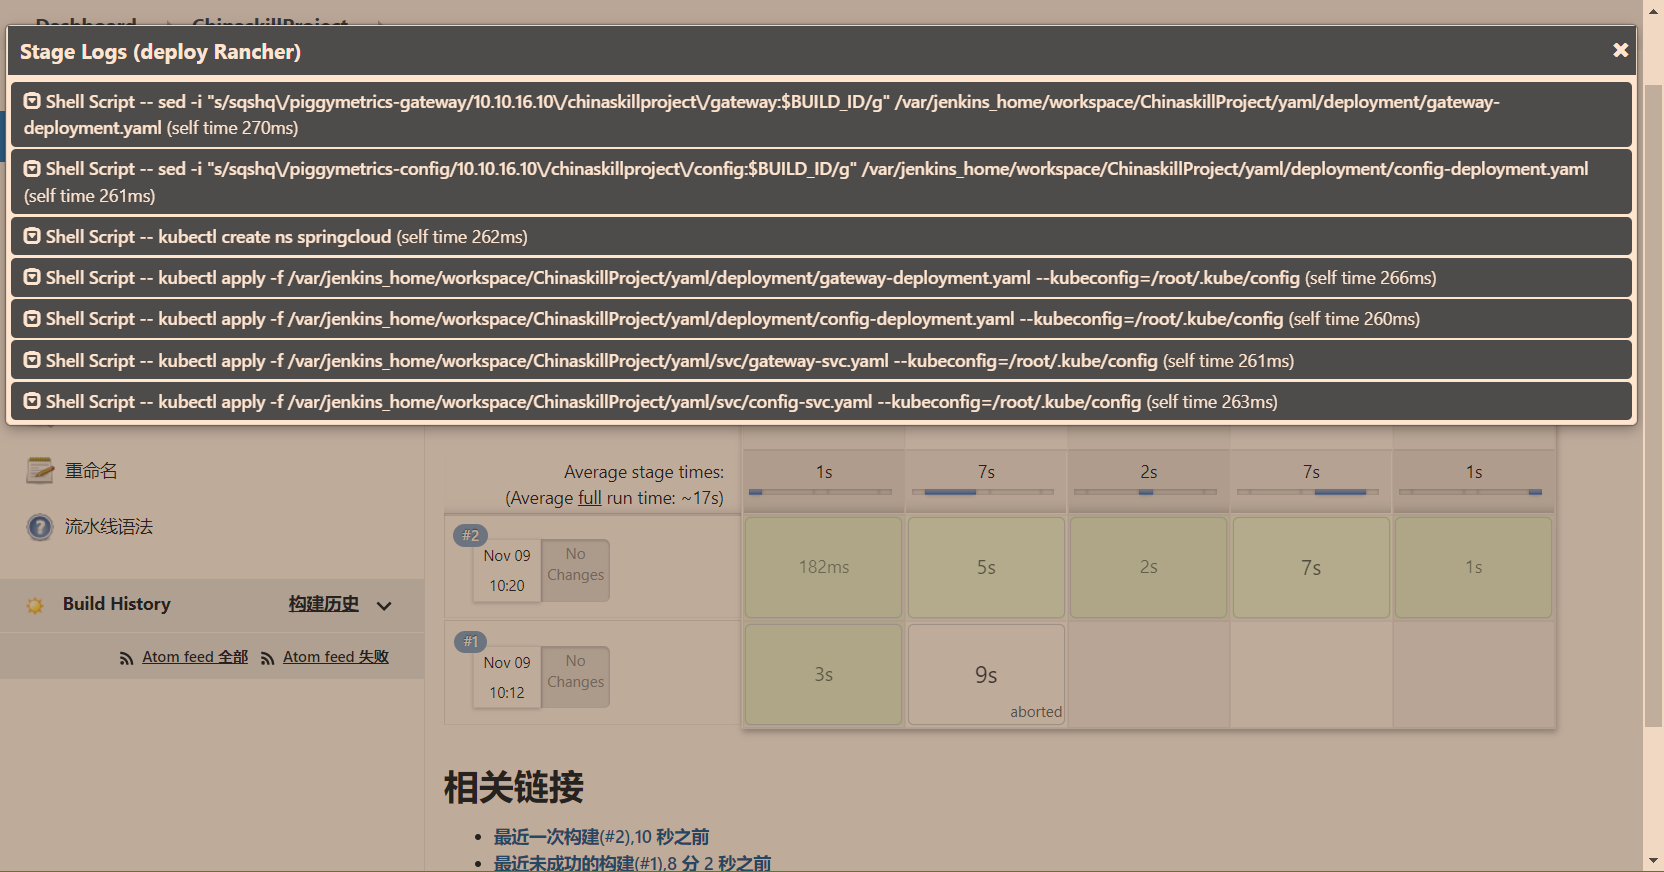 Dashboard ChinaskillProject
Stage Logs (deploy Rancher)
Shell Script -- sed -i "s/sqshq\/piggymetrics-gateway/10.10.16.10\/chinaskillproject\/gateway:$BUILD_ID/g" /var/jenkins_home/workspace/ChinaskillProject/yaml/deployment/gateway-
deployment.yaml (self time 270ms)
Shell Script -- sed -i "s/sqshq\/piggymetrics-config/10.10.16.10\/chinaskillproject\/config:$BUILD_ID/g" /var/jenkins_home/workspace/ChinaskillProject/yaml/deployment/config-deployment.yaml
(self time 261ms)
Shell Script -- kubectl create ns springcloud (self time 262ms)
Shell Script -- kubectl apply -f /var/jenkins_home/workspace/ChinaskillProject/yaml/deployment/gateway-deployment.yaml --kubeconfig=/root/.kube/config (self time 266ms)
Shell Script -- kubectl apply -f /var/jenkins_home/workspace/ChinaskillProject/yaml/deployment/config-deployment.yaml --kubeconfig=/root/.kube/config (self time 260ms)
Shell Script -- kubectl apply -f /var/jenkins_home/workspace/ChinaskillProject/yaml/svc/gateway-svc.yaml --kubeconfig=/root/.kube/config (self time 261ms)
Shell Script -- kubectl apply -f /var/jenkins_home/workspace/ChinaskillProject/yaml/svc/config-svc.yaml --kubeconfig=/root/.kube/config (self time 263ms)
重命名
流水线语法
Build History 构建历史
Atom feed 全部 Atom feed 失败
Average stage times: 1s 7s 2s 7s 1s
(Average full run time: ~17s)
#2
Nov 09 No
10:20 Changes
182ms 5s 2s 7s 1s
#1
Nov 09 No
10:12 Changes
3s 9s
aborted
相关链接
最近一次构建(#2),10 秒之前
最近未成功的构建(#1),8 分 2 秒之前